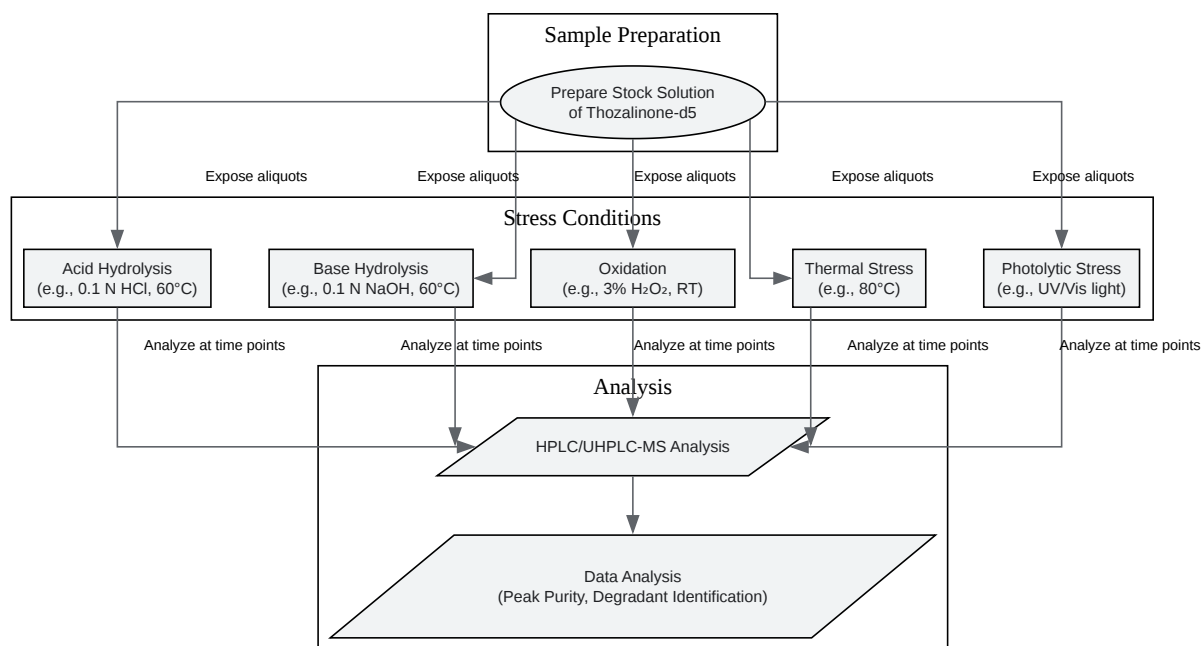 Sample Preparation
Prepare Stock Solution
of Thozalinone-d5
Expose aliquots
Expose aliquots
Expose aliquots
Expose aliquots
Expose aliquots
Stress Conditions
Acid Hydrolysis
(e.g., 0.1 N HCl, 60°C)
Base Hydrolysis
(e.g., 0.1 N NaOH, 60°C)
Oxidation
(e.g., 3% H₂O₂, RT)
Thermal Stress
(e.g., 80°C)
Photolytic Stress
(e.g., UV/Vis light)
Analyze at time points
Analyze at time points
Analyze at time points
Analyze at time points
Analyze at time points
Analysis
HPLC/UHPLC-MS Analysis
Data Analysis
(Peak Purity, Degradant Identification)